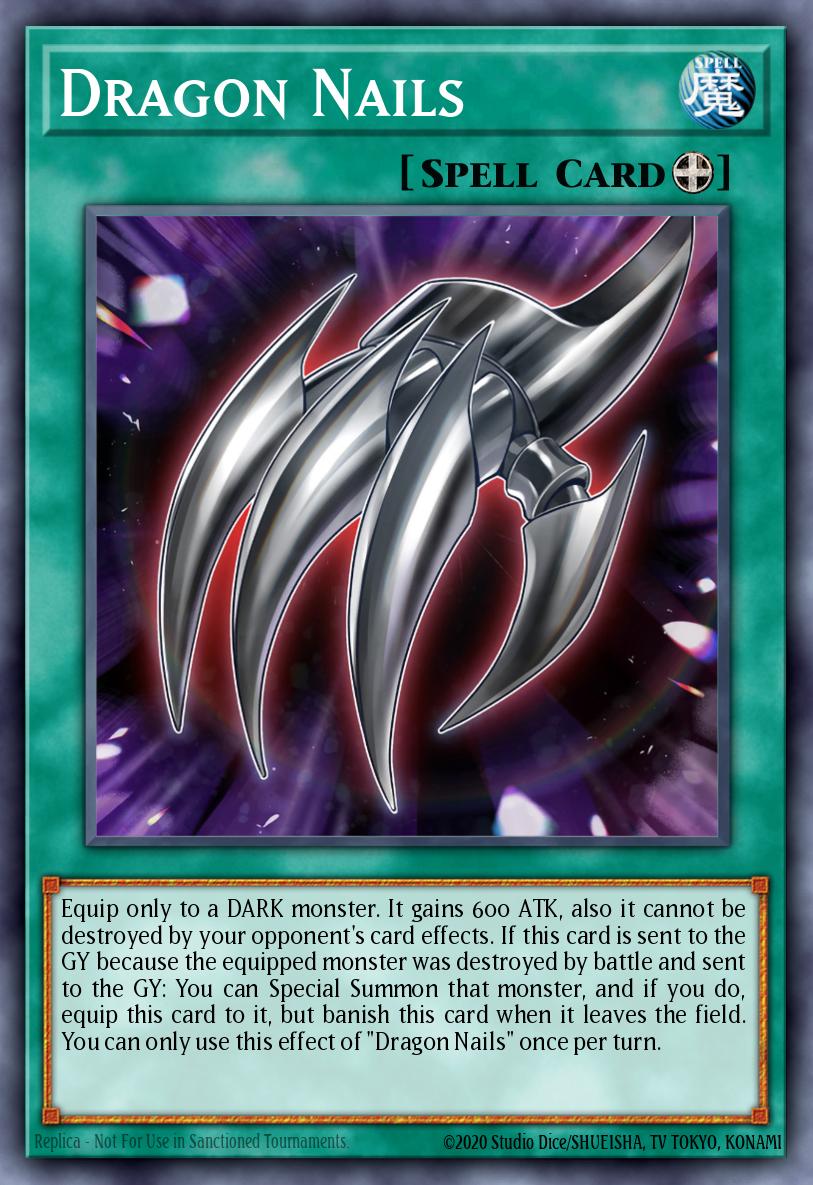 Dragon Nails
SPELL
魔
[Spell Card]
Equip only to a DARK monster. It gains 600 ATK, also it cannot be
destroyed by your opponent's card effects. If this card is sent to the
GY because the equipped monster was destroyed by battle and sent
to the GY: You can Special Summon that monster, and if you do,
equip this card to it, but banish this card when it leaves the field.
You can only use this effect of "Dragon Nails" once per turn.
Replica - Not For Use in Sanctioned Tournaments.
©2020 Studio Dice/SHUEISHA, TV TOKYO, KONAMI